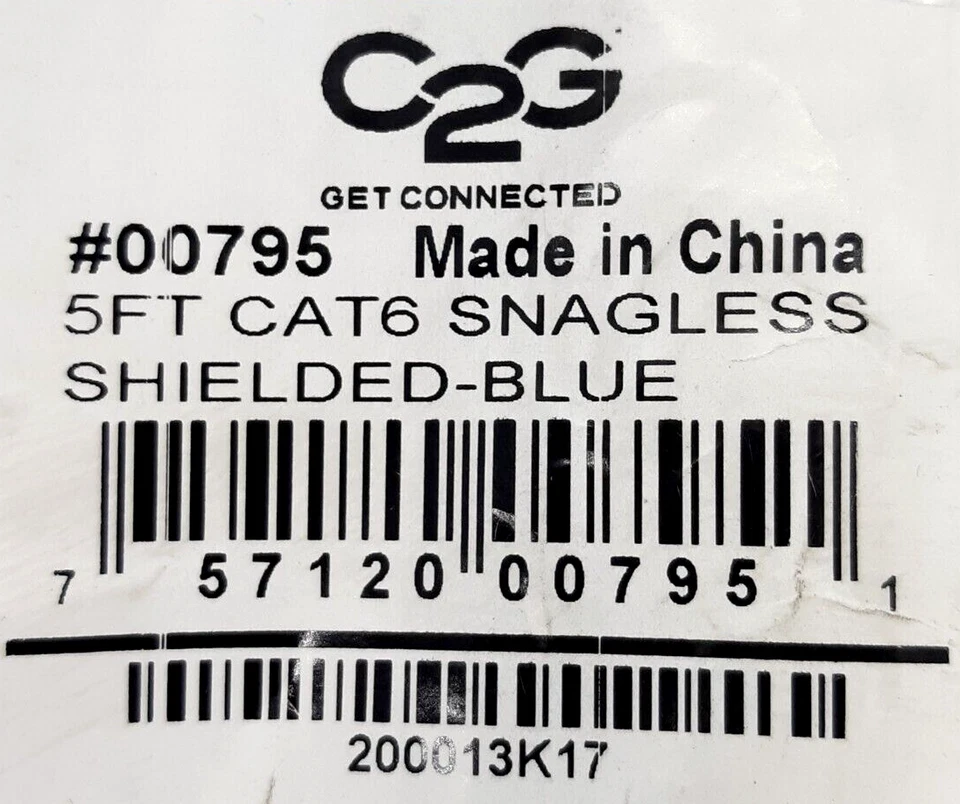 C2G
GET CONNECTED
#00795 Made in China
5FT CAT6 SNAGLESS
SHIELDED-BLUE
7 57120 00795 1
200013K17